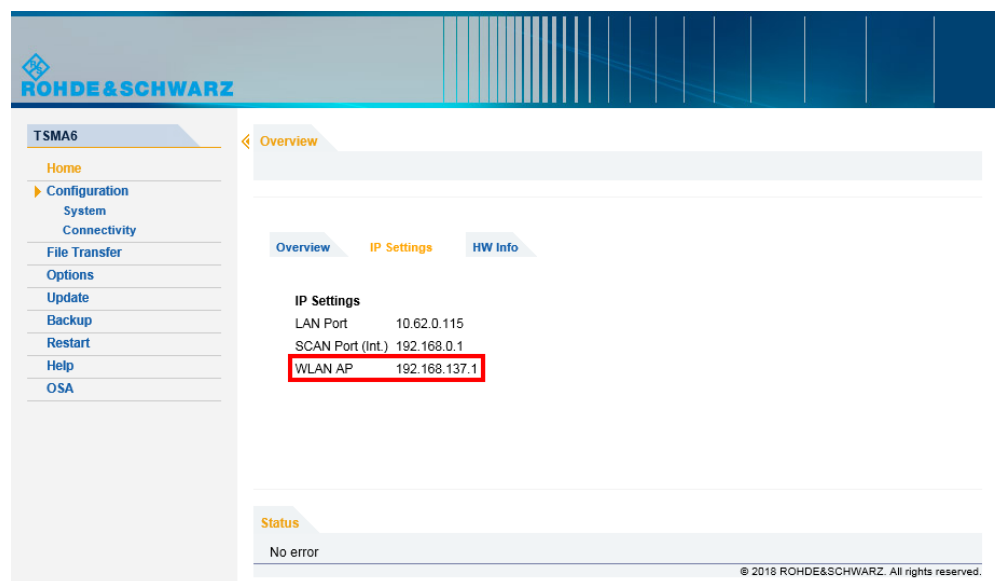 R&S
ROHDE&SCHWARZ
TSMA6
Home
Configuration
System
Connectivity
File Transfer
Options
Update
Backup
Restart
Help
OSA
Overview
Overview IP Settings HW Info
IP Settings
LAN Port 10.62.0.115
SCAN Port (Int.) 192.168.0.1
WLAN AP 192.168.137.1
Status
No error
© 2018 ROHDE&SCHWARZ. All rights reserved.